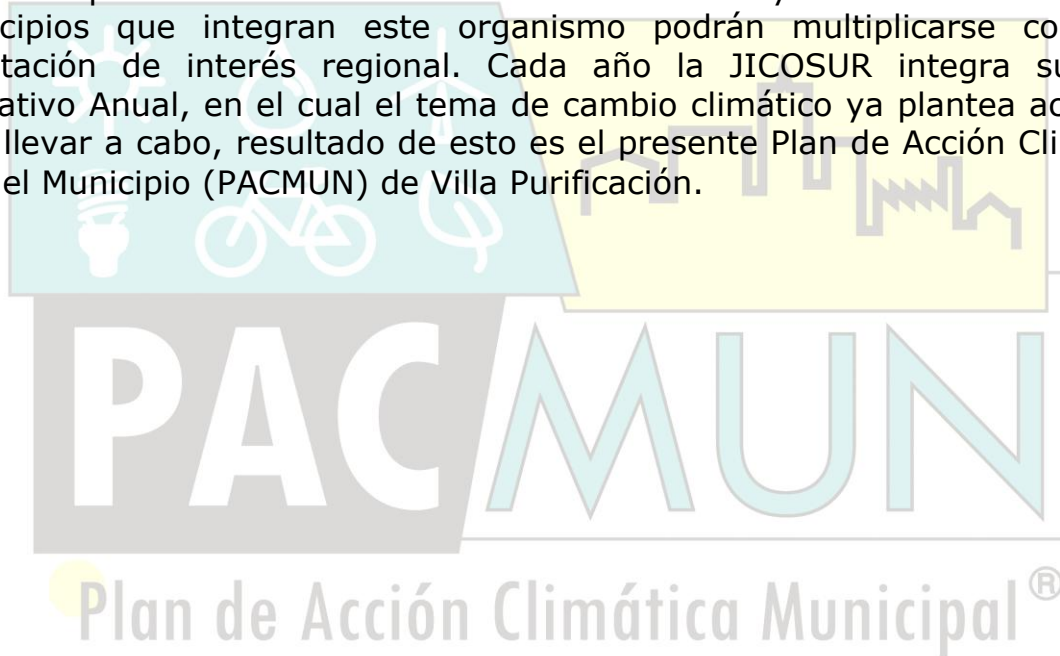 cipios que integran este organismo podrán multiplicarse co
tación de interés regional. Cada año la JICOSUR integra su
ativo Anual, en el cual el tema de cambio climático ya plantea ac
llevar a cabo, resultado de esto es el presente Plan de Acción Cli
el Municipio (PACMUN) de Villa Purificación.
PACMUN
Plan de Acción Climática Municipal®